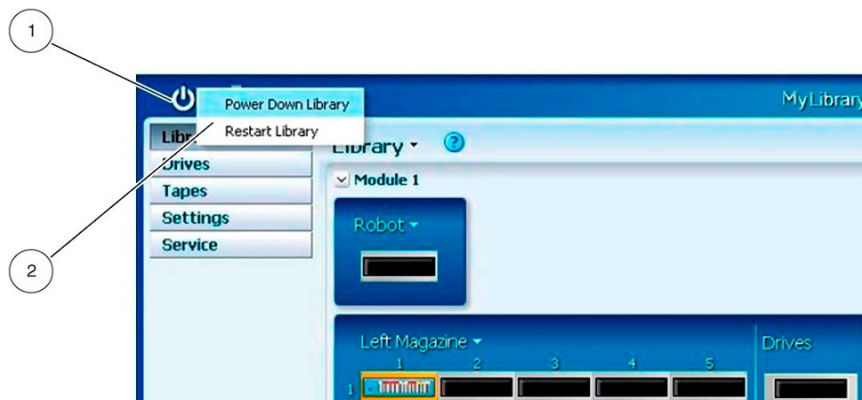 1
Power Down Library
MyLibrary
Restart Library
Library
Drives
Tapes
Settings
Service
Module 1
Robot
2
Left Magazine
Drives
1 2 3 4 5
1